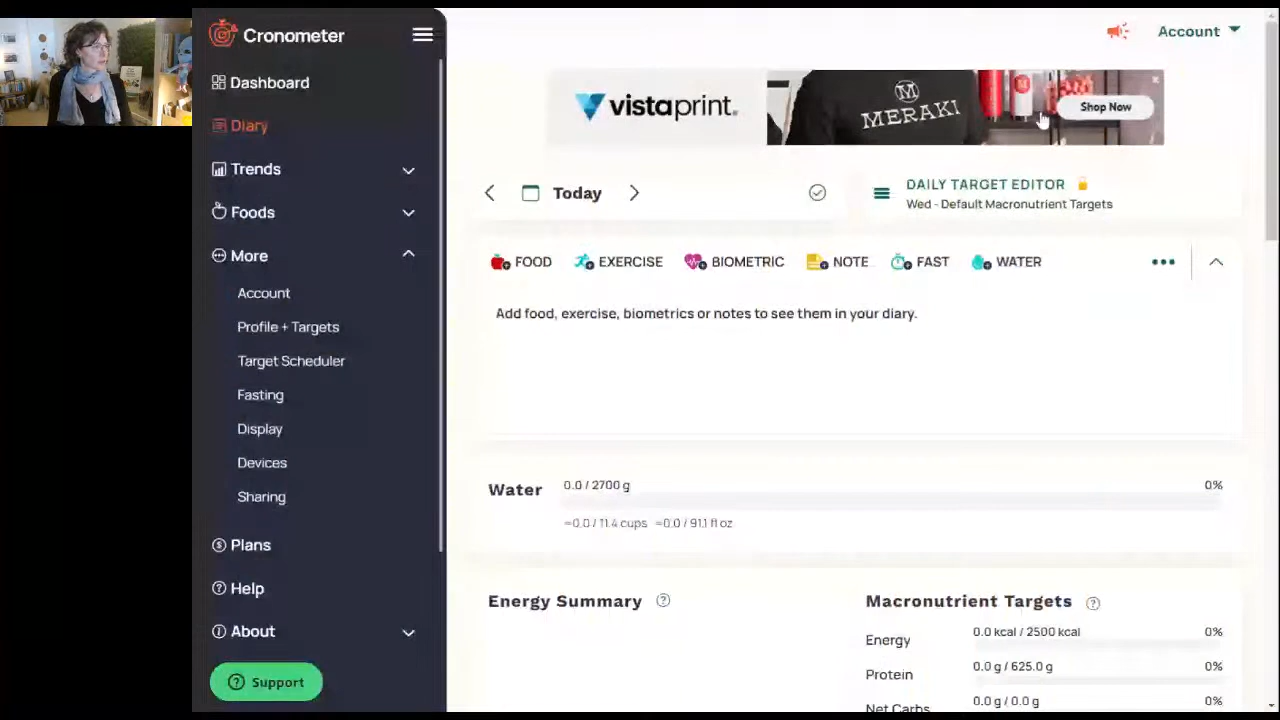 Cronometer
Dashboard
Diary
Trends
Foods
More
Account
Profile + Targets
Target Scheduler
Fasting
Display
Devices
Sharing
Plans
Help
About
Support
Account
vistaprint.
MERAKI
Shop Now
Today
DAILY TARGET EDITOR
Wed - Default Macronutrient Targets
FOOD EXERCISE BIOMETRIC NOTE FAST WATER
Add food, exercise, biometrics or notes to see them in your diary.
Water
0.0 / 2700 g 0%
≈0.0 / 11.4 cups ≈0.0 / 91.1 fl oz
Energy Summary
Macronutrient Targets
Energy 0.0 kcal / 2500 kcal 0%
Protein 0.0 g / 625.0 g 0%
Net Carbs 0.0 g / 0.0 g 0%